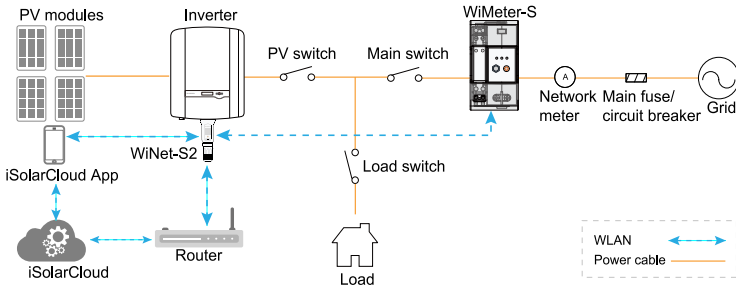 PV modules
Inverter
PV switch
Main switch
WiMeter-S
A
Network
meter
Main fuse/
circuit breaker
Grid
WiNet-S2
iSolarCloud App
Load switch
iSolarCloud
Router
Load
WLAN
Power cable